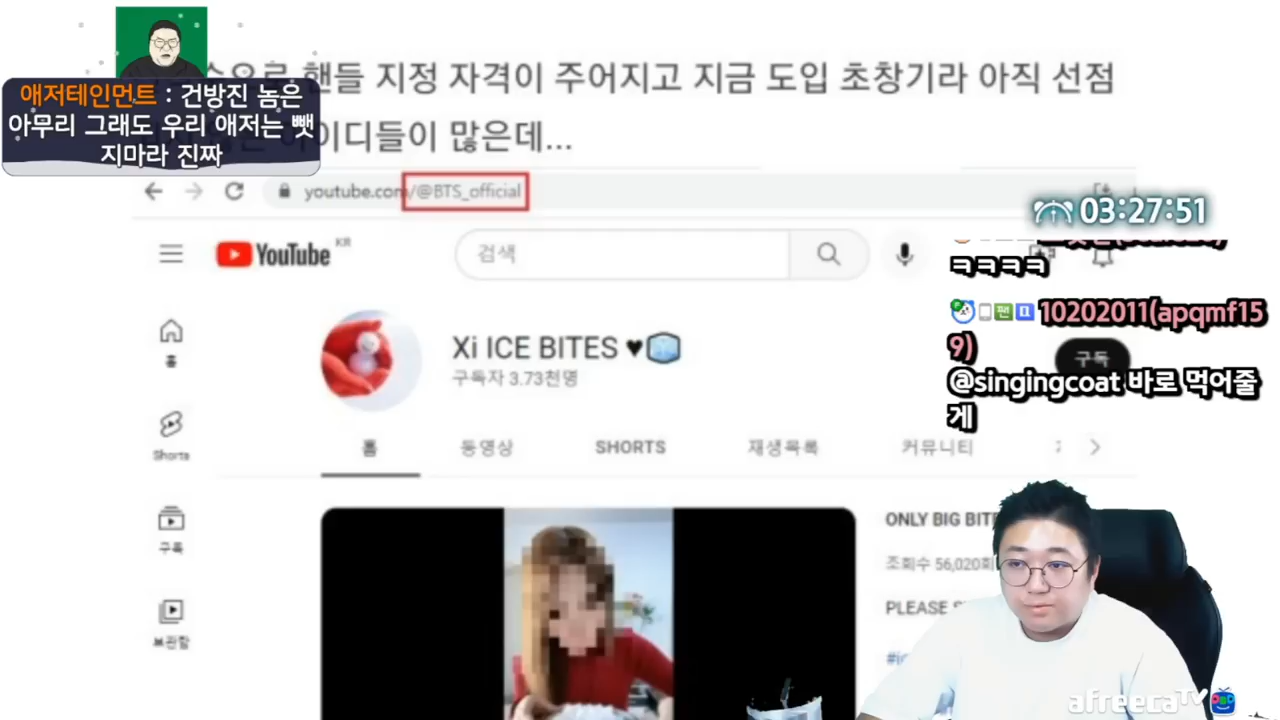 핸들 지정 자격이 주어지고 지금 도입 초창기라 아직 선점
이디들이 많은데...
애저테인먼트 : 건방진 놈은
아무리 그래도 우리 애저는 뺏
지마라 진짜
youtube.com/@BTS_official
03:27:51
YouTube KR
검색
ㅋㅋㅋㅋ
10202011(apqmf15
9)
@singingcoat 바로 먹어줄
게
구독
홈
Xi ICE BITES ♥
구독자 3.73천명
Shorts
홈 동영상 SHORTS 재생목록 커뮤니티
구독
보관함
ONLY BIG BIT
조회수 56,020회
PLEASE
afreecaTV